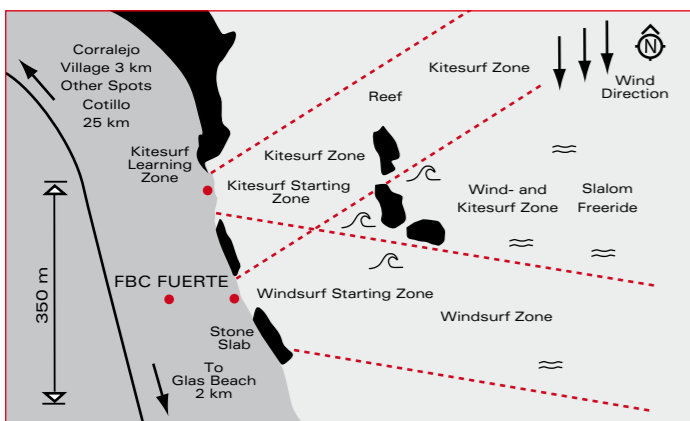 Corralejo
Village 3 km
Other Spots
Cotillo
25 km
N
Wind
Direction
Kitesurf Zone
Reef
Kitesurf
Learning
Zone
Kitesurf Zone
Kitesurf Starting
Zone
Wind- and
Kitesurf Zone
Slalom
Freeride
350 m
FBC FUERTE
Windsurf Starting Zone
Windsurf Zone
Stone
Slab
To
Glas Beach
2 km